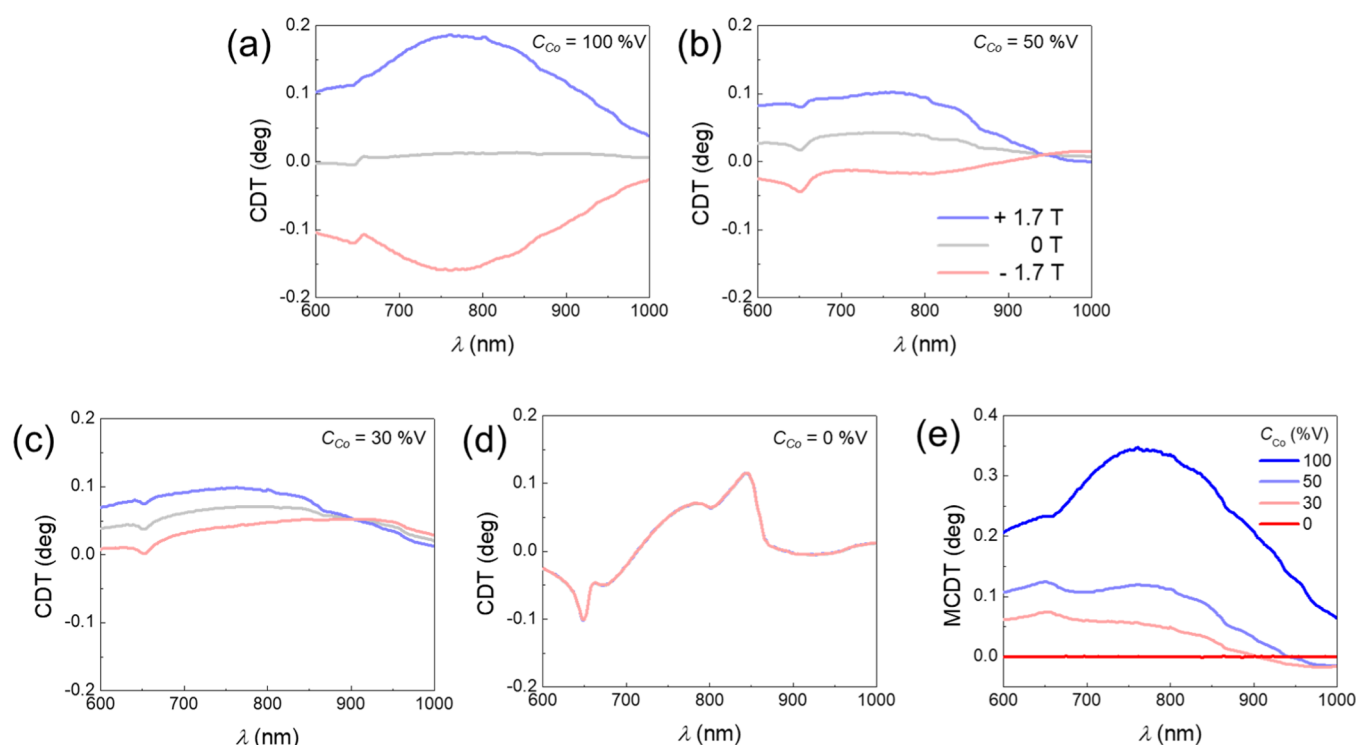 (a)
C_Co = 100 %V
CDT (deg)
0.2
0.1
0.0
-0.1
-0.2
600 700 800 900 1000
λ (nm)
(b)
C_Co = 50 %V
CDT (deg)
0.2
0.1
0.0
-0.1
-0.2
+ 1.7 T
0 T
- 1.7 T
600 700 800 900 1000
λ (nm)
(c)
C_Co = 30 %V
CDT (deg)
0.2
0.1
0.0
-0.1
-0.2
600 700 800 900 1000
λ (nm)
(d)
C_Co = 0 %V
CDT (deg)
0.2
0.1
0.0
-0.1
-0.2
600 700 800 900 1000
λ (nm)
(e)
C_Co (%V)
100
50
30
0
MCDT (deg)
0.4
0.3
0.2
0.1
0.0
600 700 800 900 1000
λ (nm)